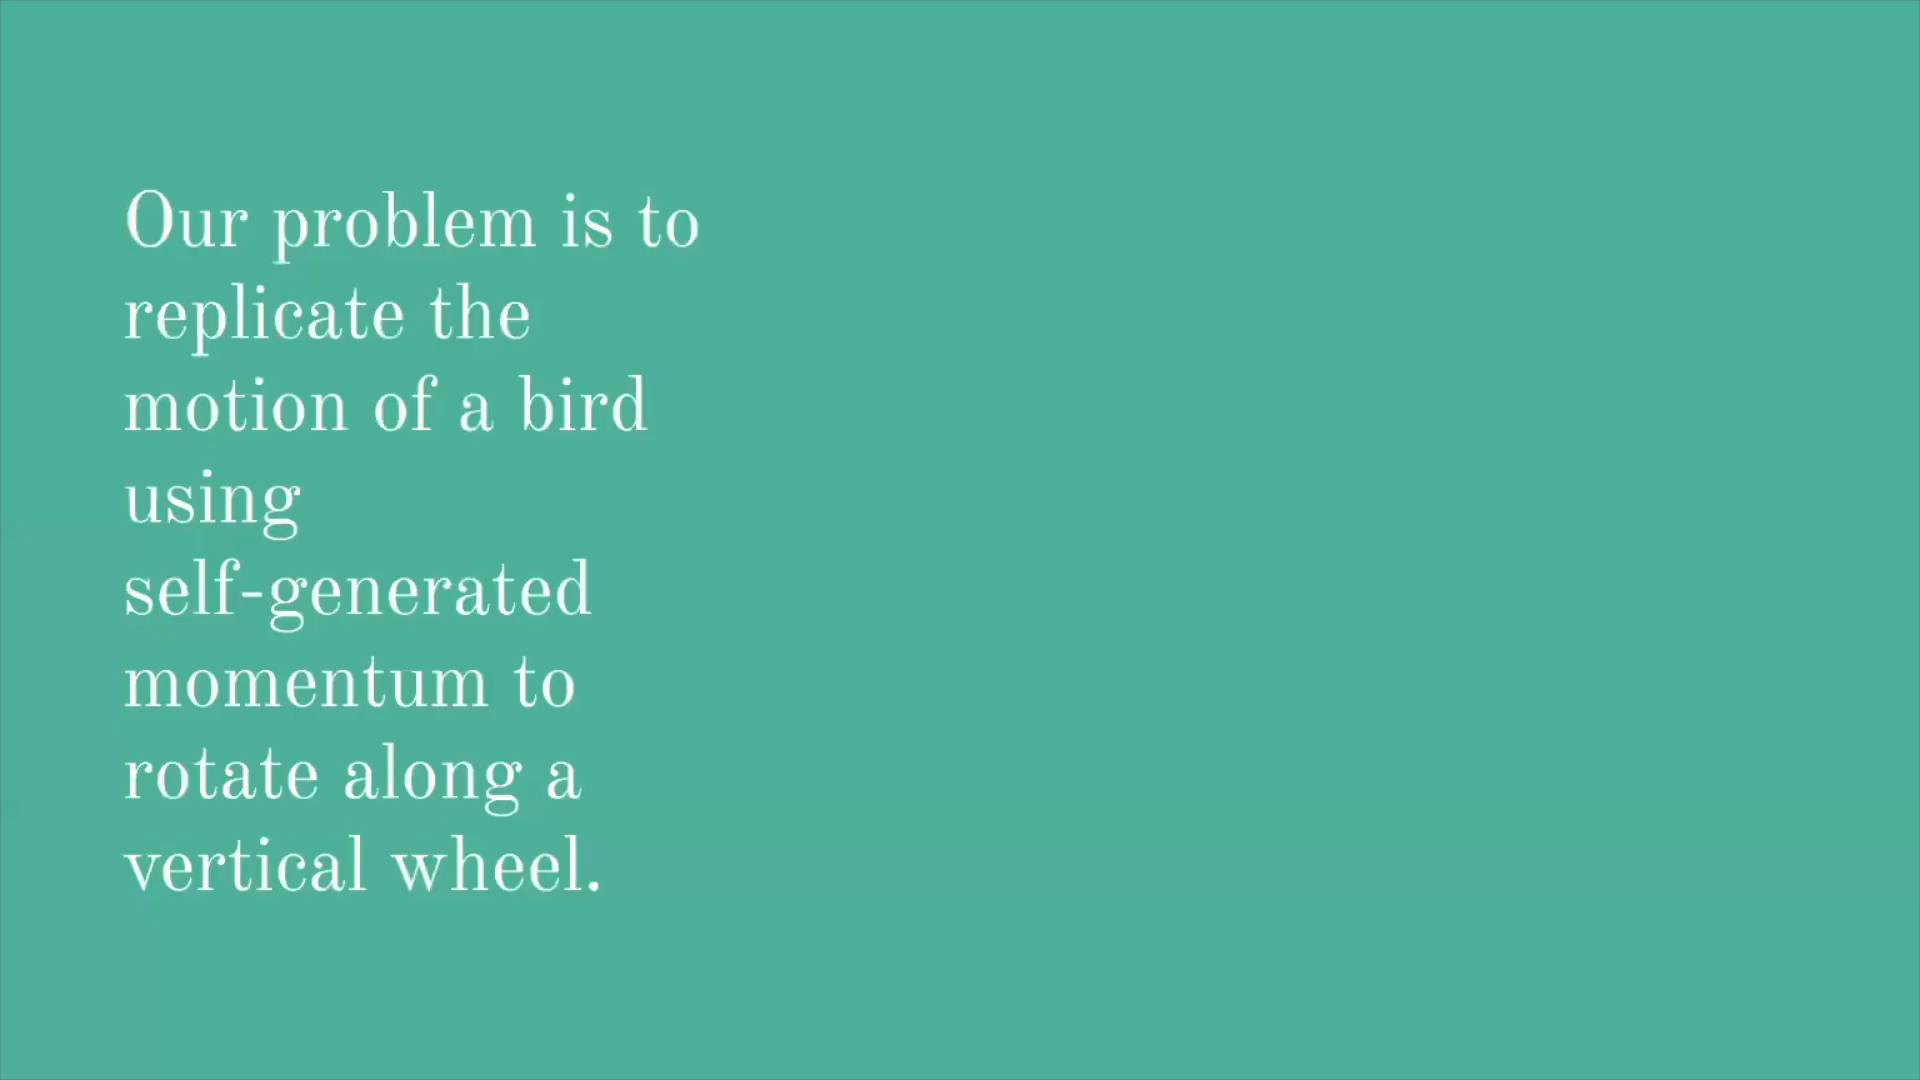 Our problem is to
replicate the
motion of a bird
using
self-generated
momentum to
rotate along a
vertical wheel.